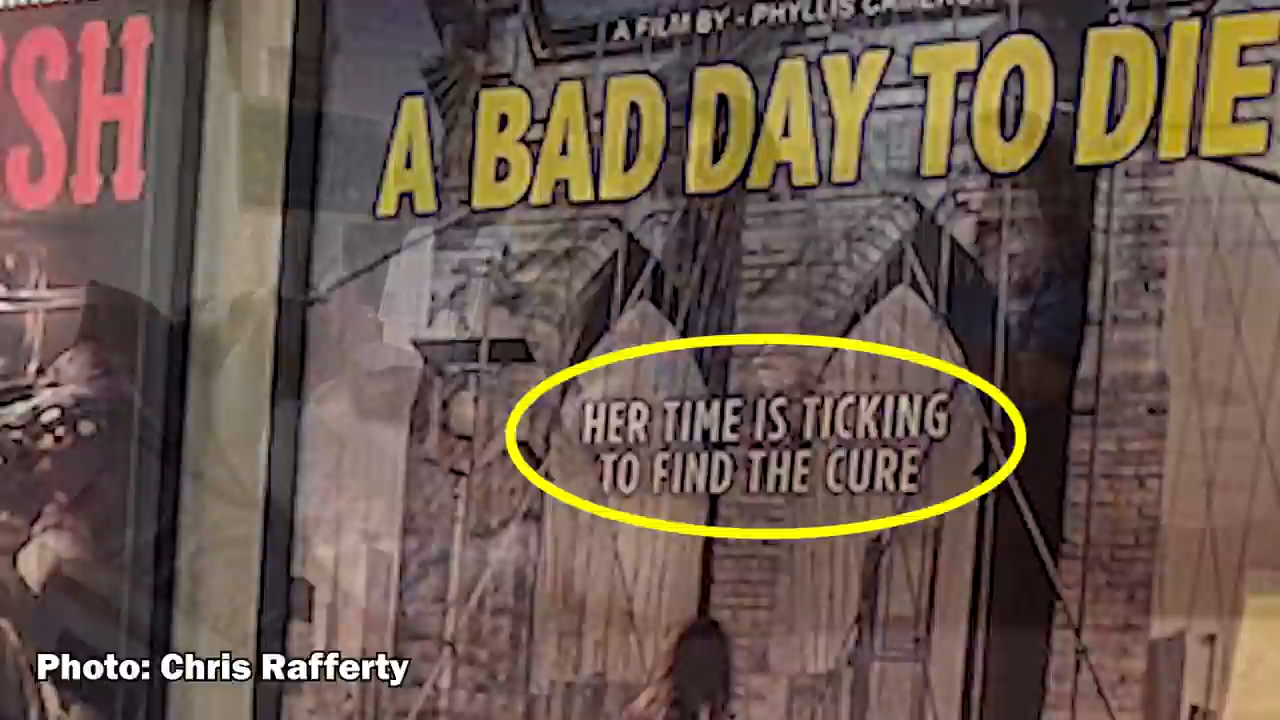 A FILM BY - PHYLLIS
A BAD DAY TO DIE
SH
HER TIME IS TICKING
TO FIND THE CURE
Photo: Chris Rafferty